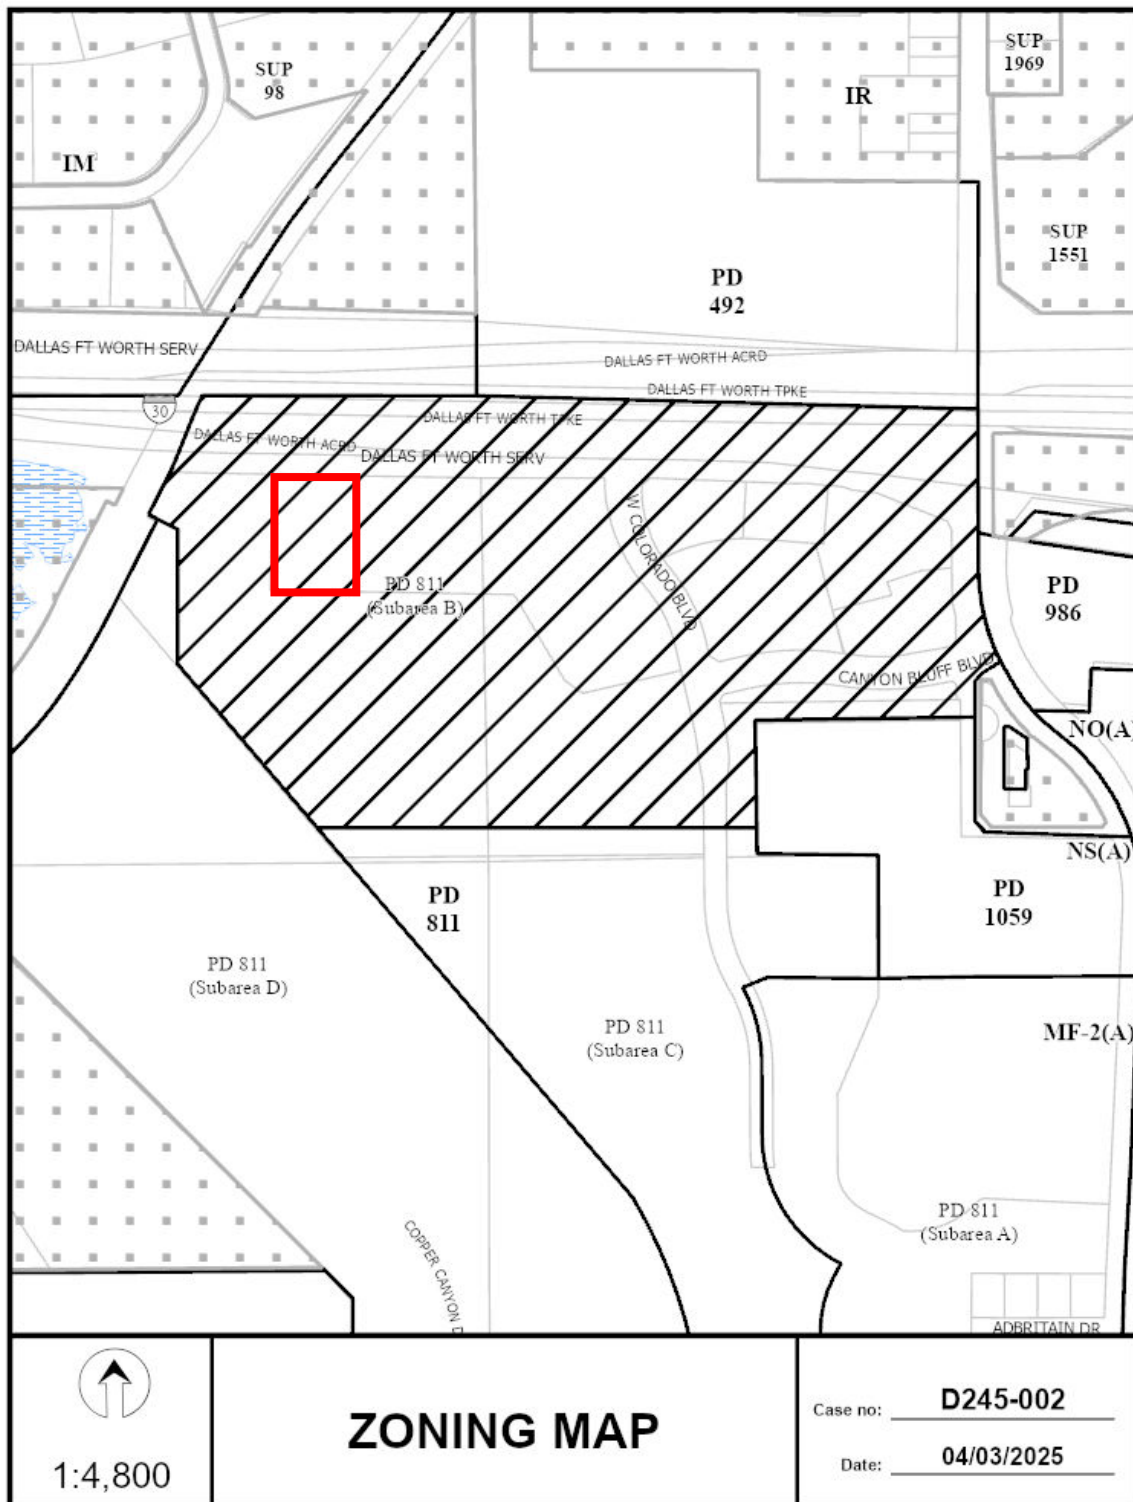 SUP
98
SUP
1969
IR
IM
SUP
1551
PD
492
DALLAS FT WORTH SERV
DALLAS FT WORTH ACRD
DALLAS FT WORTH TPKE
30
DALLAS FT WORTH TPKE
DALLAS FT WORTH ACRD
DALLAS FT WORTH SERV
W COLORADO BLVD
PD 811
(Subarea B)
PD
986
CANYON BLUFF BLVD
NO(A)
NS(A)
PD
811
PD
1059
PD 811
(Subarea D)
PD 811
(Subarea C)
MF-2(A)
PD 811
(Subarea A)
COPPER CANYON D
ADBRITAIN DR
1:4,800
ZONING MAP
Case no: D245-002
Date: 04/03/2025